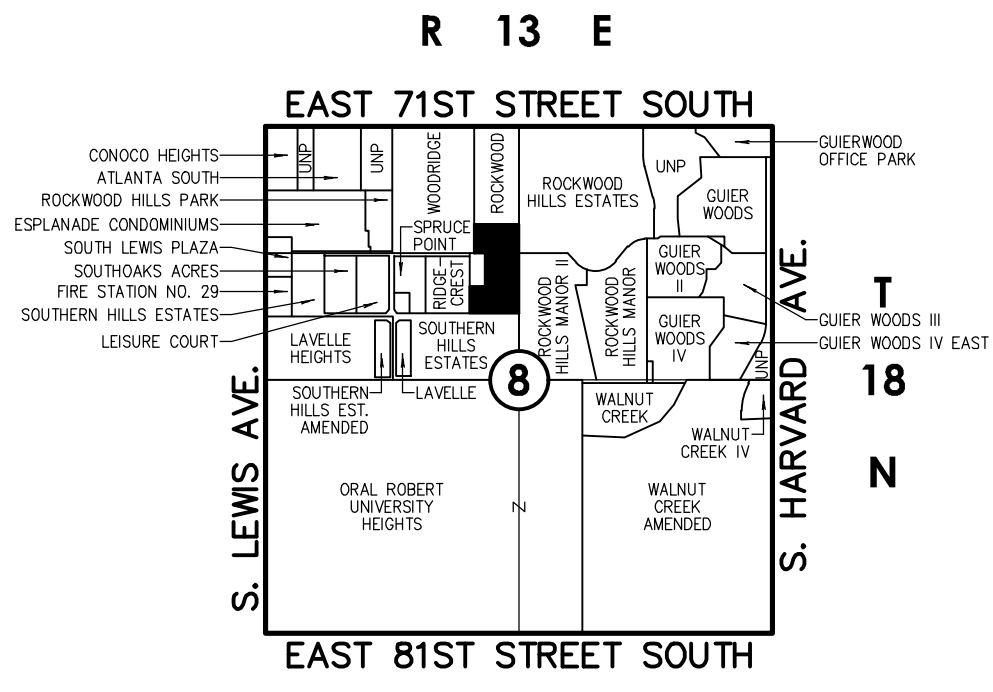 R 13 E
EAST 71ST STREET SOUTH
CONOCO HEIGHTS
ATLANTA SOUTH
ROCKWOOD HILLS PARK
ESPLANADE CONDOMINIUMS
SOUTH LEWIS PLAZA
SOUTHOAKS ACRES
FIRE STATION NO. 29
SOUTHERN HILLS ESTATES
LEISURE COURT
UNP
UNP
WOODRIDGE
ROCKWOOD
SPRUCE
POINT
RIDGE-
CREST
ROCKWOOD
HILLS ESTATES
UNP
GUIER
WOODS
GUIERWOOD
OFFICE PARK
GUIER
WOODS
II
GUIER
WOODS
IV
ROCKWOOD
HILLS MANOR II
ROCKWOOD
HILLS MANOR
GUIER WOODS III
GUIER WOODS IV EAST
UNP
LAVELLE
HEIGHTS
SOUTHERN
HILLS
ESTATES
SOUTHERN
HILLS EST.
AMENDED
LAVELLE
8
WALNUT
CREEK
WALNUT
CREEK IV
ORAL ROBERT
UNIVERSITY
HEIGHTS
Z
WALNUT
CREEK
AMENDED
S. LEWIS AVE.
S. HARVARD AVE.
T
18
N
EAST 81ST STREET SOUTH